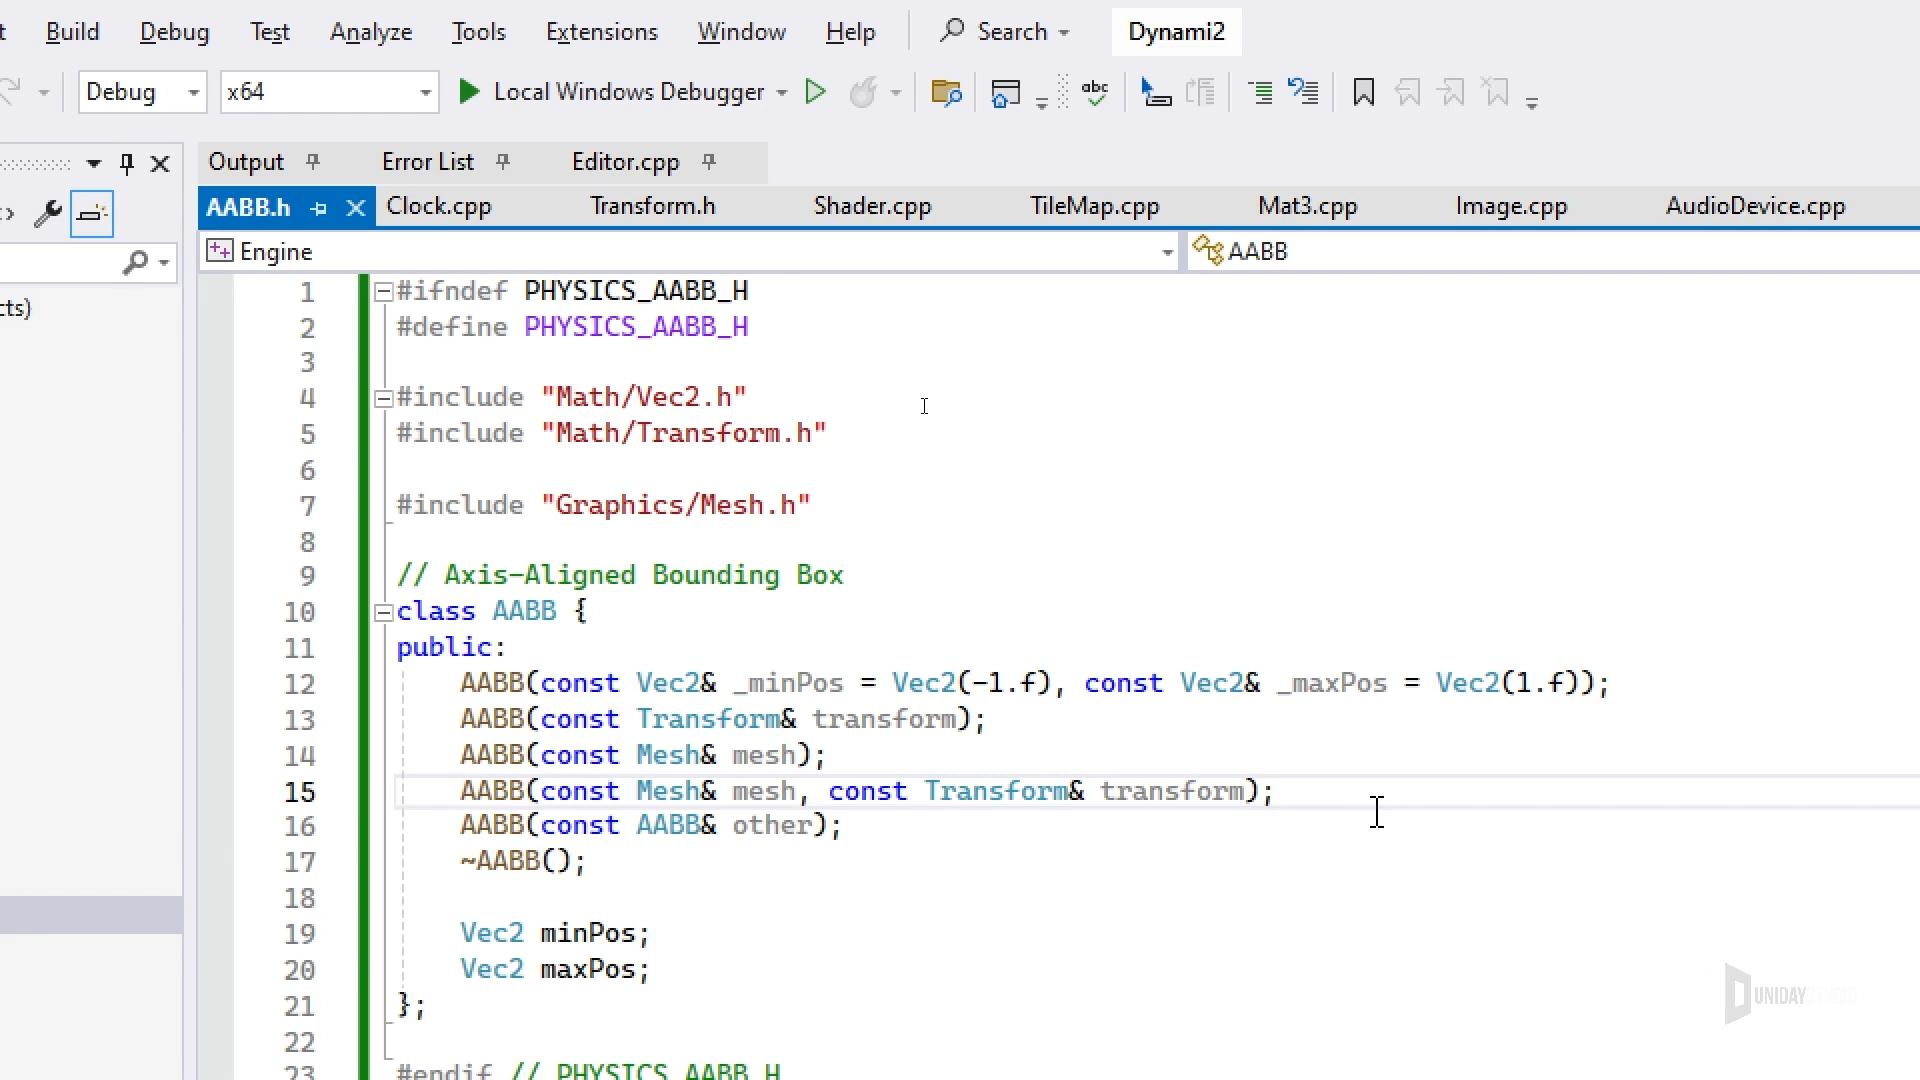 Build Debug Test Analyze Tools Extensions Window Help Search Dynami2
Debug x64 Local Windows Debugger abc
Output Error List Editor.cpp
AABB.h Clock.cpp Transform.h Shader.cpp TileMap.cpp Mat3.cpp Image.cpp AudioDevice.cpp
Engine AABB
cts)
1 #ifndef PHYSICS_AABB_H
2 #define PHYSICS_AABB_H
3
4 #include "Math/Vec2.h"
5 #include "Math/Transform.h"
6
7 #include "Graphics/Mesh.h"
8
9 // Axis-Aligned Bounding Box
10 class AABB {
11 public:
12 AABB(const Vec2& _minPos = Vec2(-1.f), const Vec2& _maxPos = Vec2(1.f));
13 AABB(const Transform& transform);
14 AABB(const Mesh& mesh);
15 AABB(const Mesh& mesh, const Transform& transform);
16 AABB(const AABB& other);
17 ~AABB();
18
19 Vec2 minPos;
20 Vec2 maxPos;
21 };
22
23 #endif // PHYSICS_AABB_H
UNIDAY